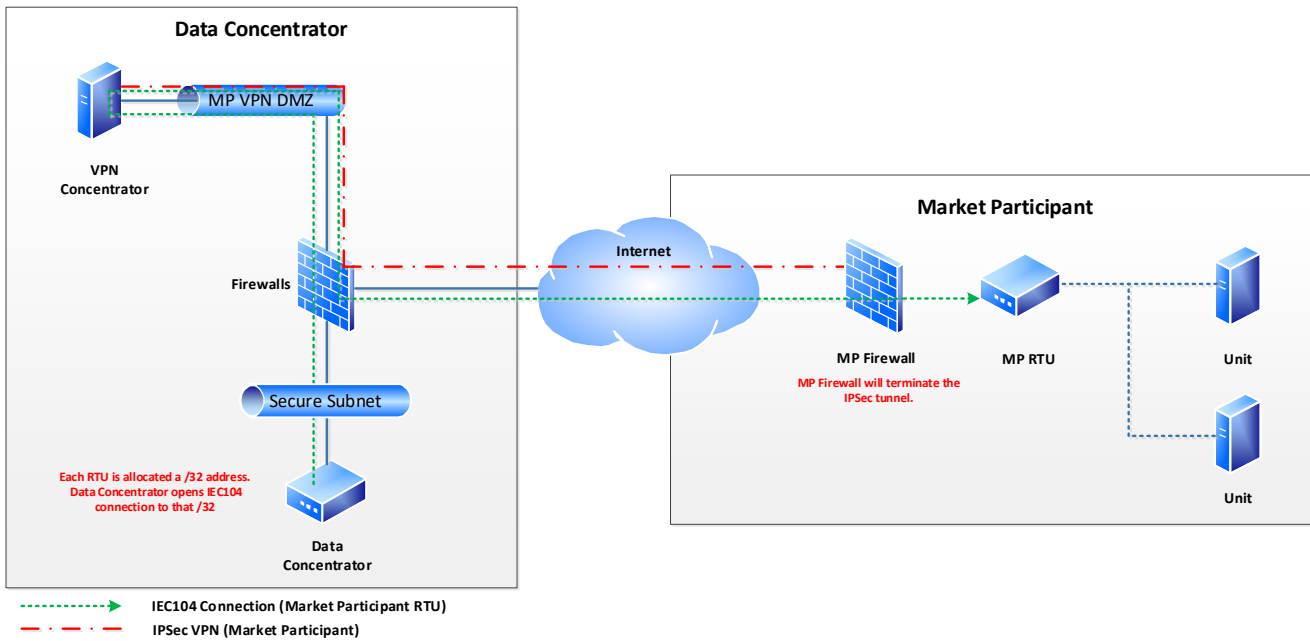 Data Concentrator
MP VPN DMZ
VPN
Concentrator
Firewalls
Secure Subnet
Each RTU is allocated a /32 address.
Data Concentrator opens IEC104
connection to that /32
Data
Concentrator
Internet
Market Participant
MP Firewall
MP Firewall will terminate the
IPSec tunnel.
MP RTU
Unit
Unit
IEC104 Connection (Market Participant RTU)
IPSec VPN (Market Participant)